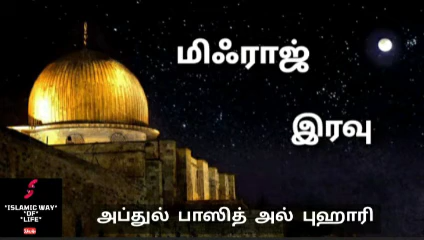 மிஃராஜ்
இரவு
"ISLAMIC WAY"
"OF"
"LIFE"
அப்துல் பாஸித் அல் புஹாரி